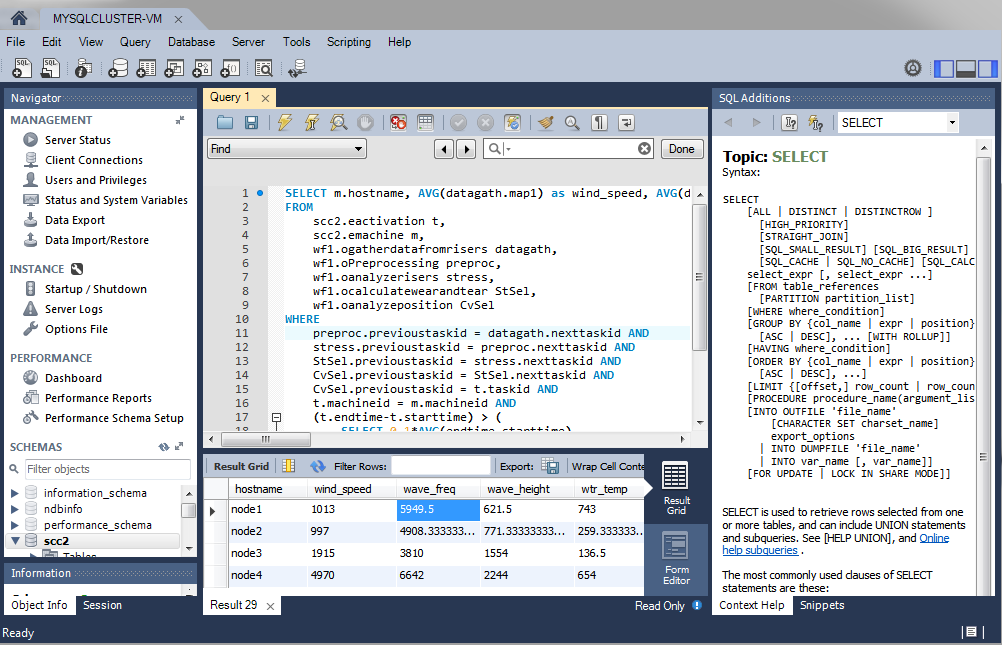 MYSQLCLUSTER-VM
File Edit View Query Database Server Tools Scripting Help
Navigator
MANAGEMENT
Server Status
Client Connections
Users and Privileges
Status and System Variables
Data Export
Data Import/Restore
INSTANCE
Startup / Shutdown
Server Logs
Options File
PERFORMANCE
Dashboard
Performance Reports
Performance Schema Setup
SCHEMAS
Filter objects
information_schema
ndbinfo
performance_schema
scc2
Tables
Information
Object Info Session
Ready
Query 1
Find Done
1 SELECT m.hostname, AVG(datagath.map1) as wind_speed, AVG(d
2 FROM
3 scc2.eactivation t,
4 scc2.emachine m,
5 wf1.ogatherdatafromrisers datagath,
6 wf1.oPreprocessing preproc,
7 wf1.oanalyzerisers stress,
8 wf1.ocalculatewearandtear StSel,
9 wf1.oanalyzeposition CvSel
10 WHERE
11 preproc.previoustaskid = datagath.nexttaskid AND
12 stress.previoustaskid = preproc.nexttaskid AND
13 StSel.previoustaskid = stress.nexttaskid AND
14 CvSel.previoustaskid = StSel.nexttaskid AND
15 CvSel.previoustaskid = t.taskid AND
16 t.machineid = m.machineid AND
17 (t.endtime-t.starttime) > (
18 SELECT 0.1*AVG(endtime-starttime)
Result Grid Filter Rows: Export: Wrap Cell Conte
hostname wind_speed wave_freq wave_height wtr_temp
node1 1013 5949.5 621.5 743
node2 997 4908.333333... 771.33333333... 259.333333...
node3 1915 3810 1554 136.5
node4 4970 6642 2244 654
Result Grid
Form Editor
Result 29
Read Only
SQL Additions
SELECT
Topic: SELECT
Syntax:
SELECT
[ALL | DISTINCT | DISTINCTROW ]
[HIGH_PRIORITY]
[STRAIGHT_JOIN]
[SQL_SMALL_RESULT] [SQL_BIG_RESULT]
[SQL_CACHE | SQL_NO_CACHE] [SQL_CALC
select_expr [, select_expr ...]
[FROM table_references
[PARTITION partition_list]
[WHERE where_condition]
[GROUP BY {col_name | expr | position}
[ASC | DESC], ... [WITH ROLLUP]]
[HAVING where_condition]
[ORDER BY {col_name | expr | position}
[ASC | DESC], ...]
[LIMIT {[offset,] row_count | row_coun
[PROCEDURE procedure_name(argument_lis
[INTO OUTFILE 'file_name'
[CHARACTER SET charset_name]
export_options
| INTO DUMPFILE 'file_name'
| INTO var_name [, var_name]]
[FOR UPDATE | LOCK IN SHARE MODE]]
SELECT is used to retrieve rows selected from one
or more tables, and can include UNION statements
and subqueries. See [HELP UNION], and Online
help subqueries .
The most commonly used clauses of SELECT
statements are these:
Context Help Snippets